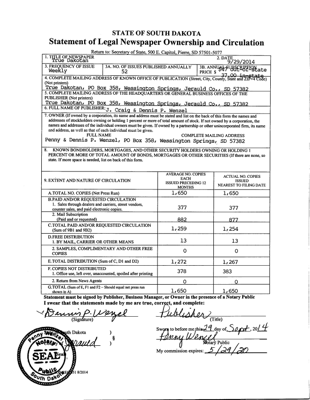 STATE OF SOUTH DAKOTA
Statement of Legal Newspaper Ownership and Circulation
Return to: Secretary of State, 500 E. Capitol, Pierre, SD 57501-5077
1. TITLE OF NEWSPAPER
True Dakotan
2. DATE
9/29/2014
3. FREQUENCY OF ISSUE
Weekly
3A. NO. OF ISSUES PUBLISHED ANNUALLY
52
PRICE $
4. COMPLETE MAILING ADDRESS OF KNOWN OFFICE OF PUBLICATION (Street, City, County, State and Zip+4 Code)
(Not printers)
True Dakotan, PO Box 358, Wessington Springs, Jerauld Co., SD 57382
5. COMPLETE MAILING ADDRESS OF THE HEADQUARTERS OR GENERAL BUSINESS OFFICES OF THE
PUBLISHER (Not printer)
True Dakotan, PO Box 358, Wessington Springs, Jerauld Co., SD 57382
6. FULL NAME OF PUBLISHER J. Craig & Dennis P. Wenzel
7. OWNER (If owned by a corporation, its name and address must be stated and list on the back of this form the names and
addresses of stockholders owning or holding 1 percent or more of total amount of stock. If not owned by a corporation, the
names and addresses of the individual owners must be given. If owned by a partnership or other unincorporated firm, its name
and address, as well as that of each individual must be given.
FULL NAME
COMPLETE MAILING ADDRESS
Penny & Dennis P. Wenzel, PO Box 358, Wessington Springs, SD 57382
8. KNOWN BONDHOLDERS, MORTGAGES, AND OTHER SECURITY HOLDERS OWNING OR HOLDING 1
PERCENT OR MORE OF TOTAL AMOUNT OF BONDS, MORTGAGES OR OTHER SECURITIES (If there are none, so
state. If more space is needed, list on back of this form.
9. EXTENT AND NATURE OF CIRCULATION
AVERAGE NO. COPIES
EACH
ISSUED PRECEDING 12
MONTHS
ACTUAL NO. COPIES
ISSUED
NEAREST TO FILING DATE
A. TOTAL NO. COPIES (Net Press Run)
1,650
1,650
B. PAID AND/OR REQUESTED CIRCULATION
1. Sales through dealers and carriers, street vendors,
counter sales, and paid electronic copies.
377
377
2. Mail Subscription
(Paid and or requested)
882
877
C. TOTAL PAID AND/OR REQUESTED CIRCULATION
(Sum of 9B1 and 9B2)
1,259
1,254
D. FREE DISTRIBUTION
1. BY MAIL, CARRIER OR OTHER MEANS
13
13
2. SAMPLES, COMPLIMENTARY AND OTHER FREE
COPIES
0
0
E. TOTAL DISTRIBUTION (Sum of C, D1 and D2)
1,272
1,267
F. COPIES NOT DISTRIBUTED
1. Office use, left over, unaccounted, spoiled after printing
378
383
2. Return from News Agents
0
0
G. TOTAL (Sum of E, F1 and F2 - Should equal net press run
shown in A)
1,650
1,650
Statement must be signed by Publisher, Business Manager, or Owner in the presence of a Notary Public
I swear that the statements made by me are true, correct, and complete:
Dennis P. Wenzel
Publisher
(Signature)
(Title)
Sworn to before me this 29 day of Sept. 2014
Penny Wenzel
Notary Public
My commission expires: 5/29/20
SEAL